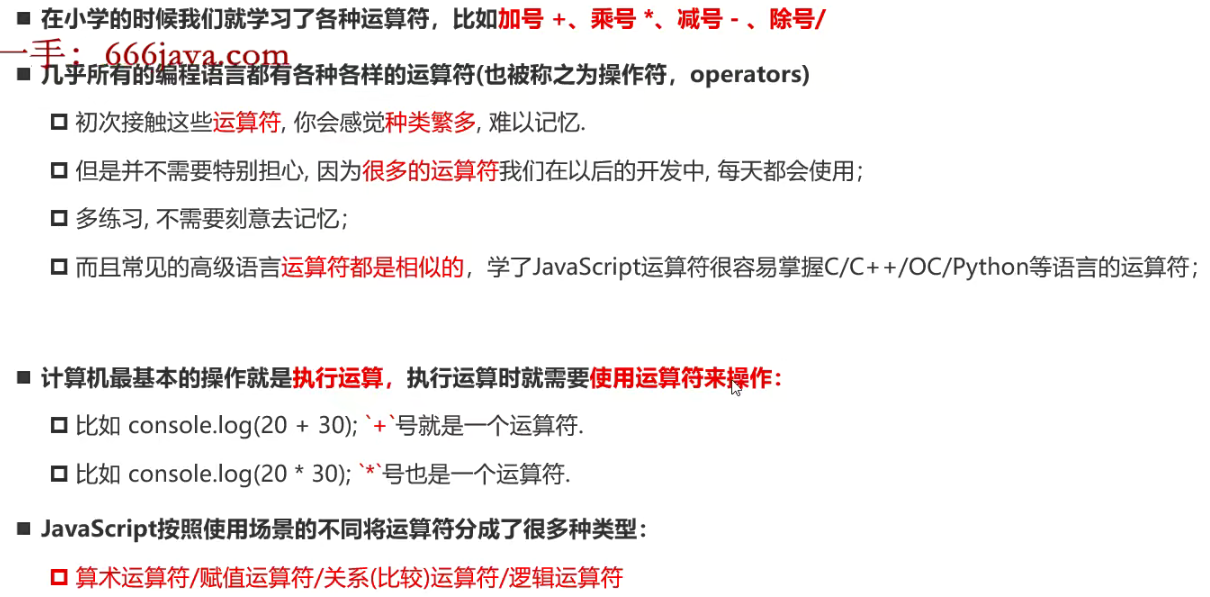 在小学的时候我们就学习了各种运算符，比如加号 +、乘号 *、减号 - 、除号/
一手：666java.com
几乎所有的编程语言都有各种各样的运算符(也被称之为操作符，operators)
初次接触这些运算符, 你会感觉种类繁多, 难以记忆.
但是并不需要特别担心, 因为很多的运算符我们在以后的开发中, 每天都会使用;
多练习, 不需要刻意去记忆;
而且常见的高级语言运算符都是相似的，学了JavaScript运算符很容易掌握C/C++/OC/Python等语言的运算符；
计算机最基本的操作就是执行运算，执行运算时就需要使用运算符来操作：
比如 console.log(20 + 30); `+`号就是一个运算符.
比如 console.log(20 * 30); `*`号也是一个运算符.
JavaScript按照使用场景的不同将运算符分成了很多种类型：
算术运算符/赋值运算符/关系(比较)运算符/逻辑运算符